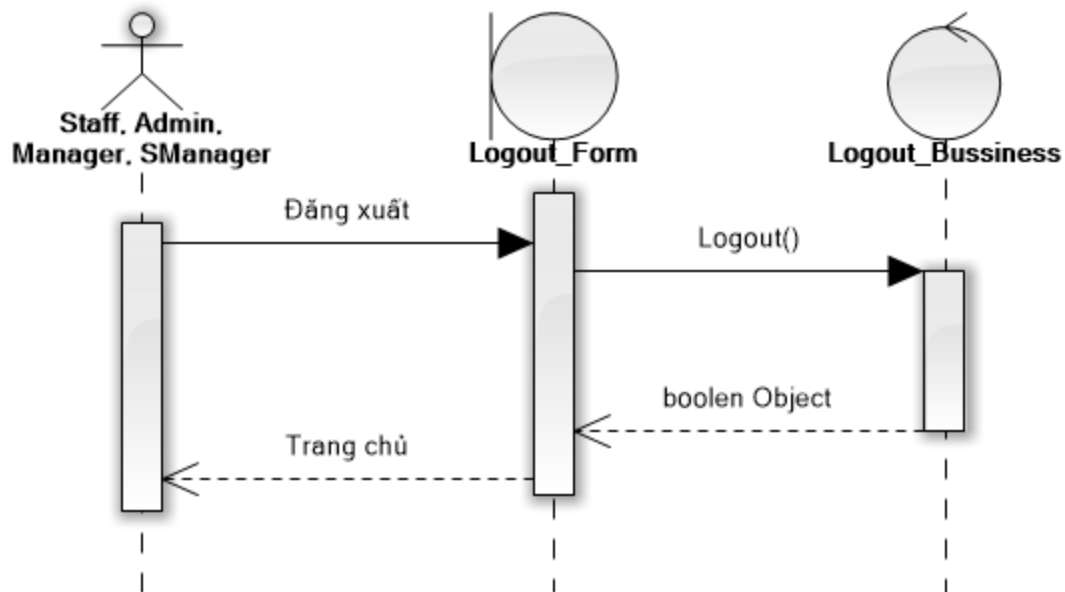 Staff, Admin,
Manager, SManager
Logout_Form
Logout_Bussiness
Đăng xuất
Logout()
boolen Object
Trang chủ